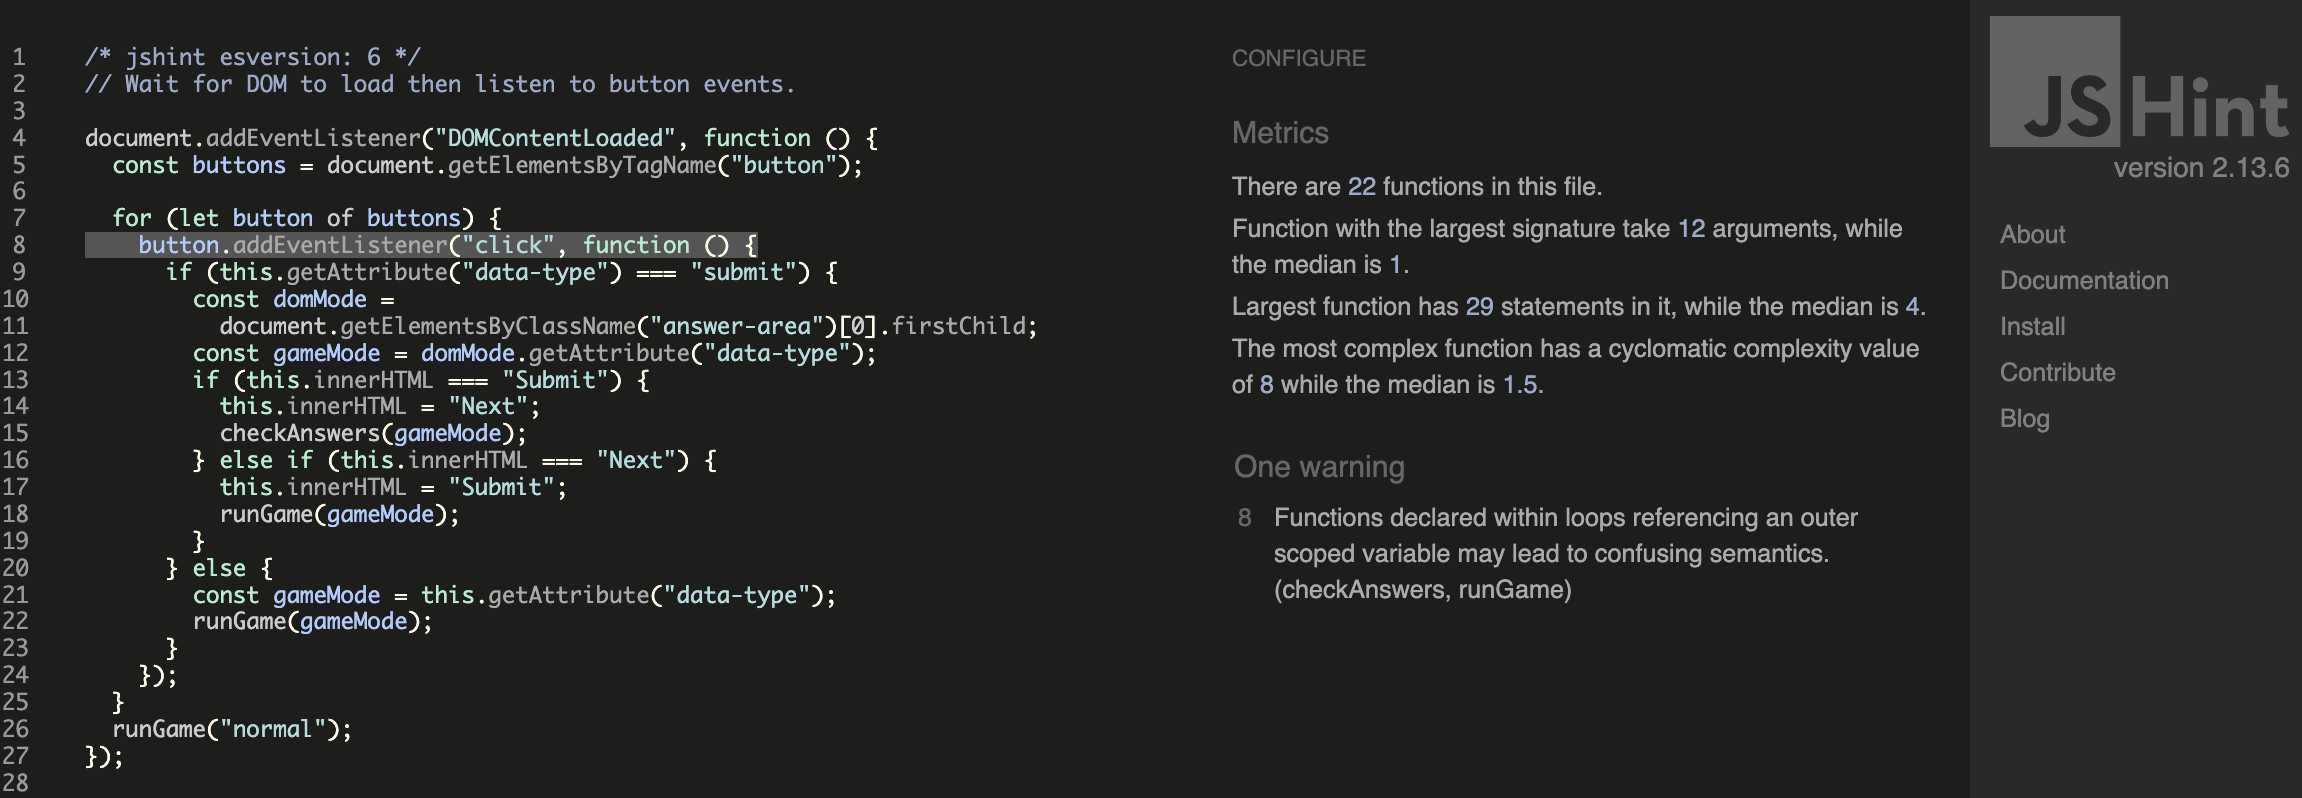 1 /* jshint esversion: 6 */
2 // Wait for DOM to load then listen to button events.
3
4 document.addEventListener("DOMContentLoaded", function () {
5   const buttons = document.getElementsByTagName("button");
6
7   for (let button of buttons) {
8     button.addEventListener("click", function () {
9       if (this.getAttribute("data-type") === "submit") {
10         const domMode =
11           document.getElementsByClassName("answer-area")[0].firstChild;
12         const gameMode = domMode.getAttribute("data-type");
13         if (this.innerHTML === "Submit") {
14           this.innerHTML = "Next";
15           checkAnswers(gameMode);
16         } else if (this.innerHTML === "Next") {
17           this.innerHTML = "Submit";
18           runGame(gameMode);
19         }
20       } else {
21         const gameMode = this.getAttribute("data-type");
22         runGame(gameMode);
23       }
24     });
25   }
26   runGame("normal");
27 });
28
CONFIGURE
Metrics
There are 22 functions in this file.
Function with the largest signature take 12 arguments, while
the median is 1.
Largest function has 29 statements in it, while the median is 4.
The most complex function has a cyclomatic complexity value
of 8 while the median is 1.5.
One warning
8 Functions declared within loops referencing an outer
scoped variable may lead to confusing semantics.
(checkAnswers, runGame)
JSHint
version 2.13.6
About
Documentation
Install
Contribute
Blog